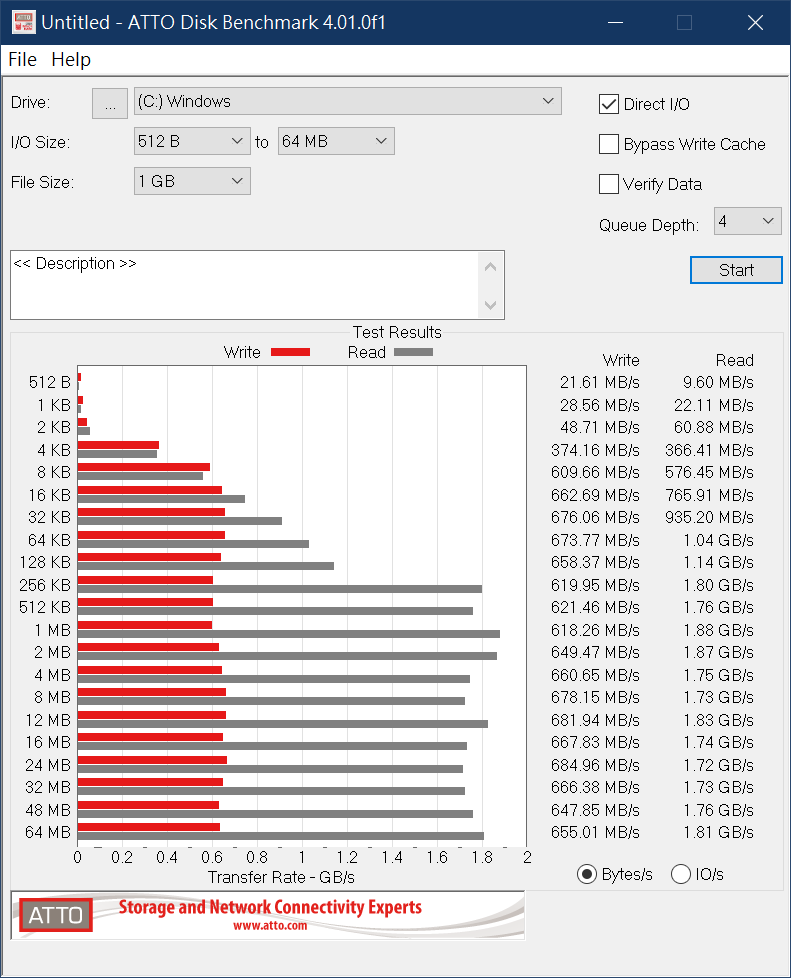 Untitled - ATTO Disk Benchmark 4.01.0f1
File Help
Drive: ... (C:) Windows
Direct I/O
I/O Size: 512 B to 64 MB
Bypass Write Cache
File Size: 1 GB
Verify Data
Queue Depth: 4
<< Description >>
Start
Test Results
Write Read
Write Read
512 B 21.61 MB/s 9.60 MB/s
1 KB 28.56 MB/s 22.11 MB/s
2 KB 48.71 MB/s 60.88 MB/s
4 KB 374.16 MB/s 366.41 MB/s
8 KB 609.66 MB/s 576.45 MB/s
16 KB 662.69 MB/s 765.91 MB/s
32 KB 676.06 MB/s 935.20 MB/s
64 KB 673.77 MB/s 1.04 GB/s
128 KB 658.37 MB/s 1.14 GB/s
256 KB 619.95 MB/s 1.80 GB/s
512 KB 621.46 MB/s 1.76 GB/s
1 MB 618.26 MB/s 1.88 GB/s
2 MB 649.47 MB/s 1.87 GB/s
4 MB 660.65 MB/s 1.75 GB/s
8 MB 678.15 MB/s 1.73 GB/s
12 MB 681.94 MB/s 1.83 GB/s
16 MB 667.83 MB/s 1.74 GB/s
24 MB 684.96 MB/s 1.72 GB/s
32 MB 666.38 MB/s 1.73 GB/s
48 MB 647.85 MB/s 1.76 GB/s
64 MB 655.01 MB/s 1.81 GB/s
0 0.2 0.4 0.6 0.8 1 1.2 1.4 1.6 1.8 2
Transfer Rate - GB/s
Bytes/s IO/s
ATTO
Storage and Network Connectivity Experts
www.atto.com